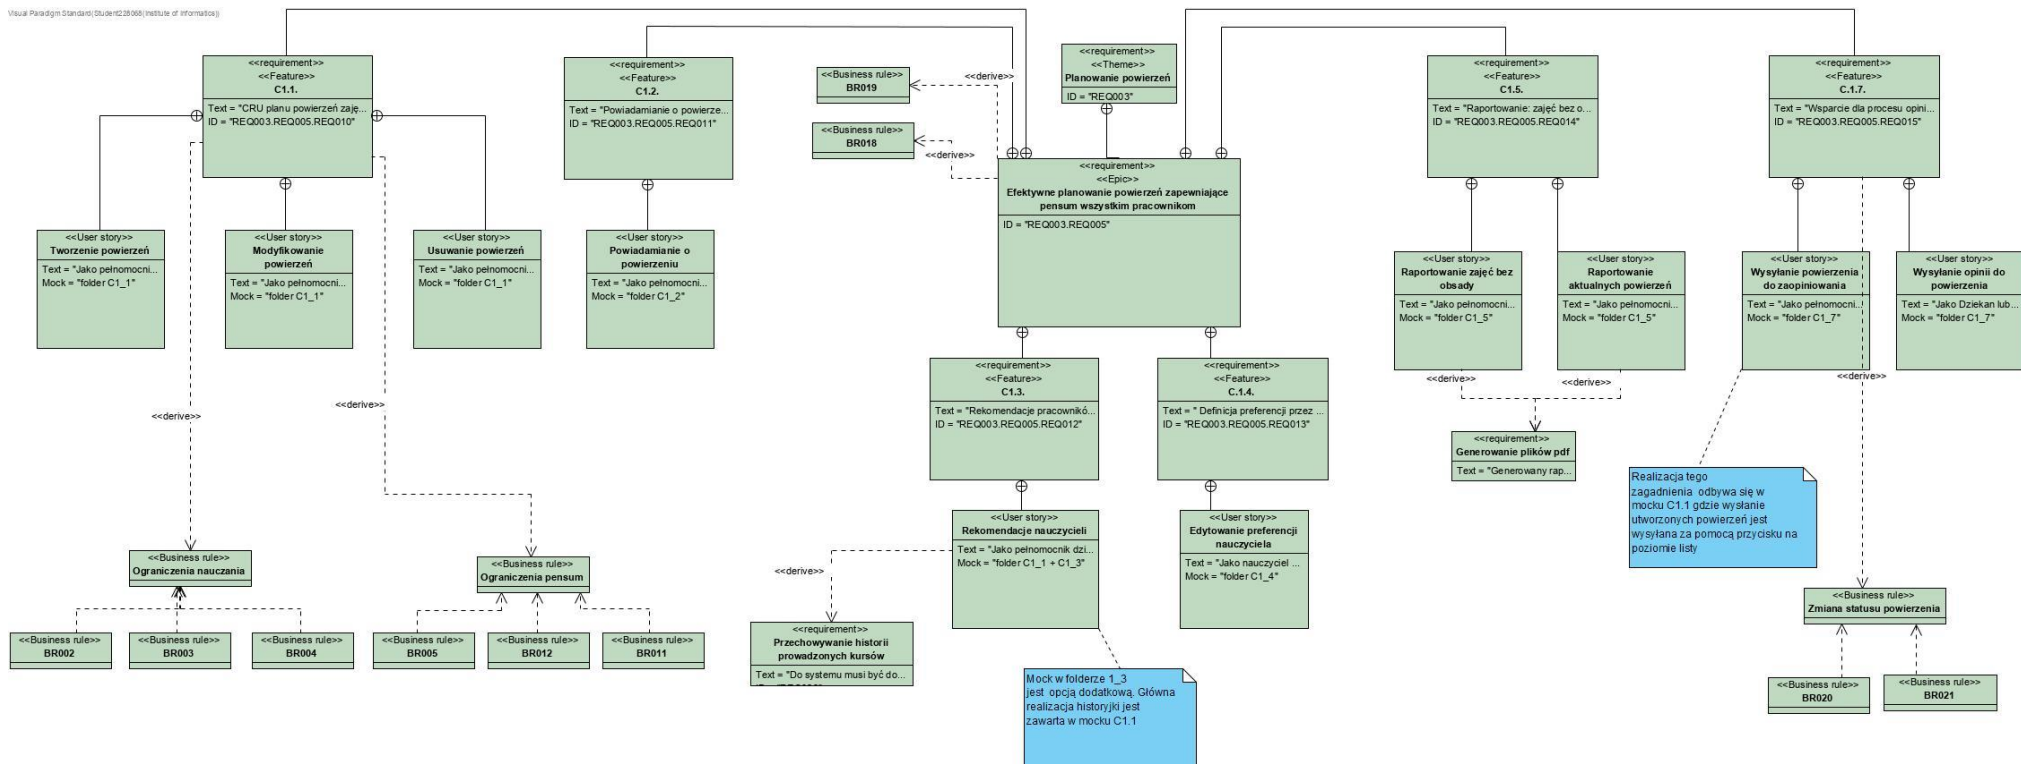 Visual Paradigm Standard(Student228068(Institute of Informatics))
<<requirement>>
<<Feature>>
C1.1.
Text = "CRU planu powierzeń zaję...
ID = "REQ003.REQ005.REQ010"
<<requirement>>
<<Feature>>
C1.2.
Text = "Powiadamianie o powierze...
ID = "REQ003.REQ005.REQ011"
<<Business rule>>
BR019
<<derive>>
<<Business rule>>
BR018
<<derive>>
<<requirement>>
<<Theme>>
Planowanie powierzeń
ID = "REQ003"
<<requirement>>
<<Epic>>
Efektywne planowanie powierzeń zapewniające
pensum wszystkim pracownikom
ID = "REQ003.REQ005"
<<requirement>>
<<Feature>>
C1.5.
Text = "Raportowanie: zajęć bez o...
ID = "REQ003.REQ005.REQ014"
<<requirement>>
<<Feature>>
C.1.7.
Text = "Wsparcie dla procesu opini...
ID = "REQ003.REQ005.REQ015"
<<User story>>
Tworzenie powierzeń
Text = "Jako pełnomocni...
Mock = "folder C1_1"
<<User story>>
Modyfikowanie
powierzeń
Text = "Jako pełnomocni...
Mock = "folder C1_1"
<<User story>>
Usuwanie powierzeń
Text = "Jako pełnomocni...
Mock = "folder C1_1"
<<User story>>
Powiadamianie o
powierzeniu
Text = "Jako pełnomocni...
Mock = "folder C1_2"
<<User story>>
Raportowanie zajęć bez
obsady
Text = "Jako pełnomocni...
Mock = "folder C1_5"
<<User story>>
Raportowanie
aktualnych powierzeń
Text = "Jako pełnomocni...
Mock = "folder C1_5"
<<User story>>
Wysyłanie powierzenia
do zaopiniowania
Text = "Jako pełnomocni...
Mock = "folder C1_7"
<<User story>>
Wysyłanie opinii do
powierzenia
Text = "Jako Dziekan lub...
Mock = "folder C1_7"
<<derive>>
<<derive>>
<<requirement>>
<<Feature>>
C1.3.
Text = "Rekomendacje pracownikó...
ID = "REQ003.REQ005.REQ012"
<<requirement>>
<<Feature>>
C.1.4.
Text = " Definicja preferencji przez ...
ID = "REQ003.REQ005.REQ013"
<<derive>>
<<derive>>
<<derive>>
<<requirement>>
Generowanie plików pdf
Text = "Generowany rap...
Realizacja tego
zagadnienia odbywa się w
mocku C1.1 gdzie wysłanie
utworzonych powierzeń jest
wysyłana za pomocą przycisku na
poziomie listy
<<User story>>
Rekomendacje nauczycieli
Text = "Jako pełnomocnik dzi...
Mock = "folder C1_1 + C1_3"
<<User story>>
Edytowanie preferencji
nauczyciela
Text = "Jako nauczyciel ...
Mock = "folder C1_4"
<<derive>>
<<Business rule>>
Ograniczenia nauczania
<<Business rule>>
Ograniczenia pensum
<<Business rule>>
Zmiana statusu powierzenia
<<Business rule>>
BR002
<<Business rule>>
BR003
<<Business rule>>
BR004
<<Business rule>>
BR005
<<Business rule>>
BR012
<<Business rule>>
BR011
<<requirement>>
Przechowywanie historii
prowadzonych kursów
Text = "Do systemu musi być do...
Mock w folderze 1_3
jest opcją dodatkową. Główna
realizacja historyjki jest
zawarta w mocku C1.1
<<Business rule>>
BR020
<<Business rule>>
BR021